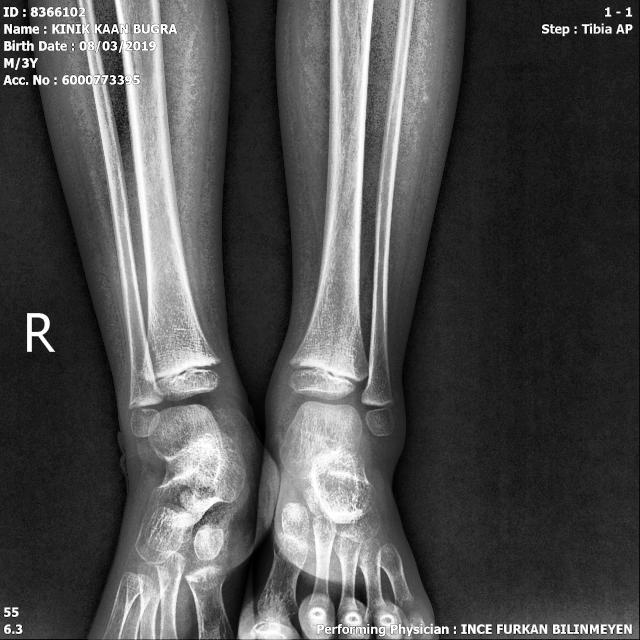 ID : 8366102
Name : KINIK KAAN BUGRA
Birth Date : 08/03/2019
M/3Y
Acc. No : 6000773395
1 - 1
Step : Tibia AP
R
55
6.3
Performing Physician : INCE FURKAN BILINMEYEN